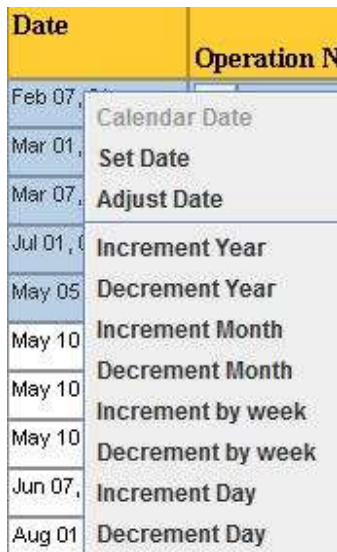 Date
Operation N
Feb 07,
Calendar Date
Mar 01,
Set Date
Mar 07,
Adjust Date
Jul 01,
Increment Year
May 05
Decrement Year
May 10
Increment Month
Decrement Month
May 10
Increment by week
May 10
Decrement by week
Jun 07,
Increment Day
Aug 01
Decrement Day